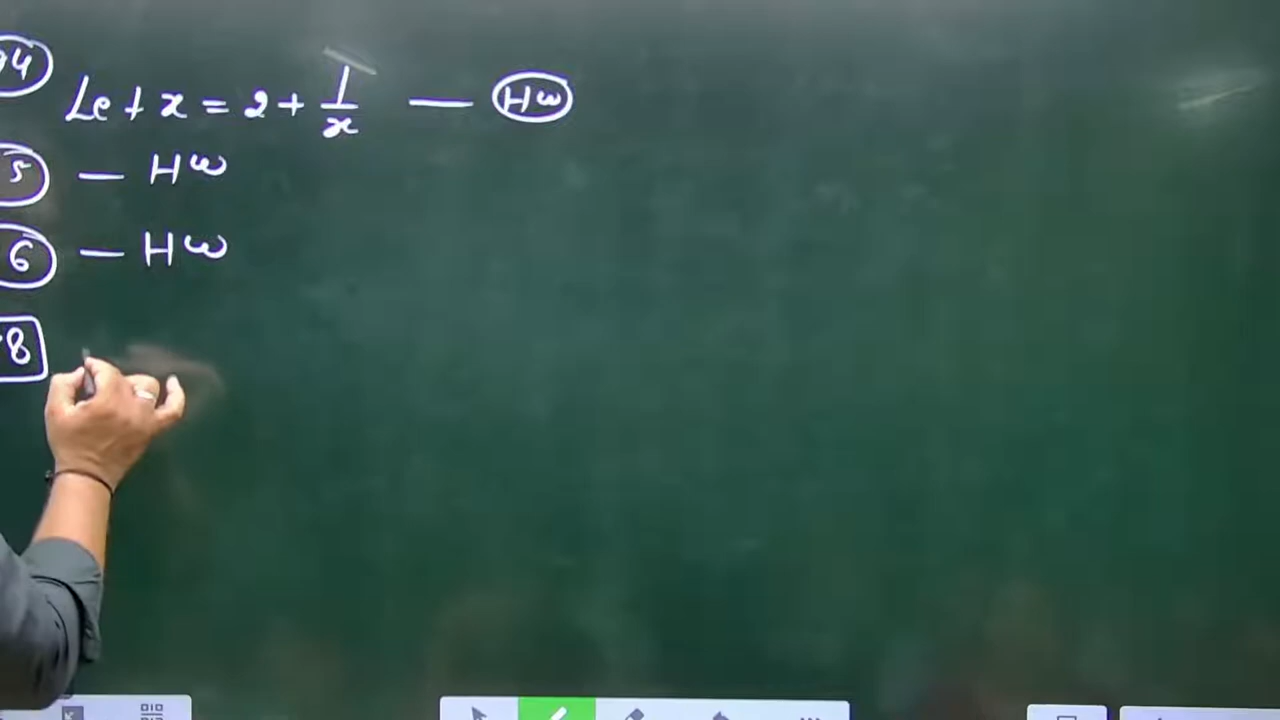 4 Let x = 2 + 1/x — HW
5 — HW
6 — HW
8